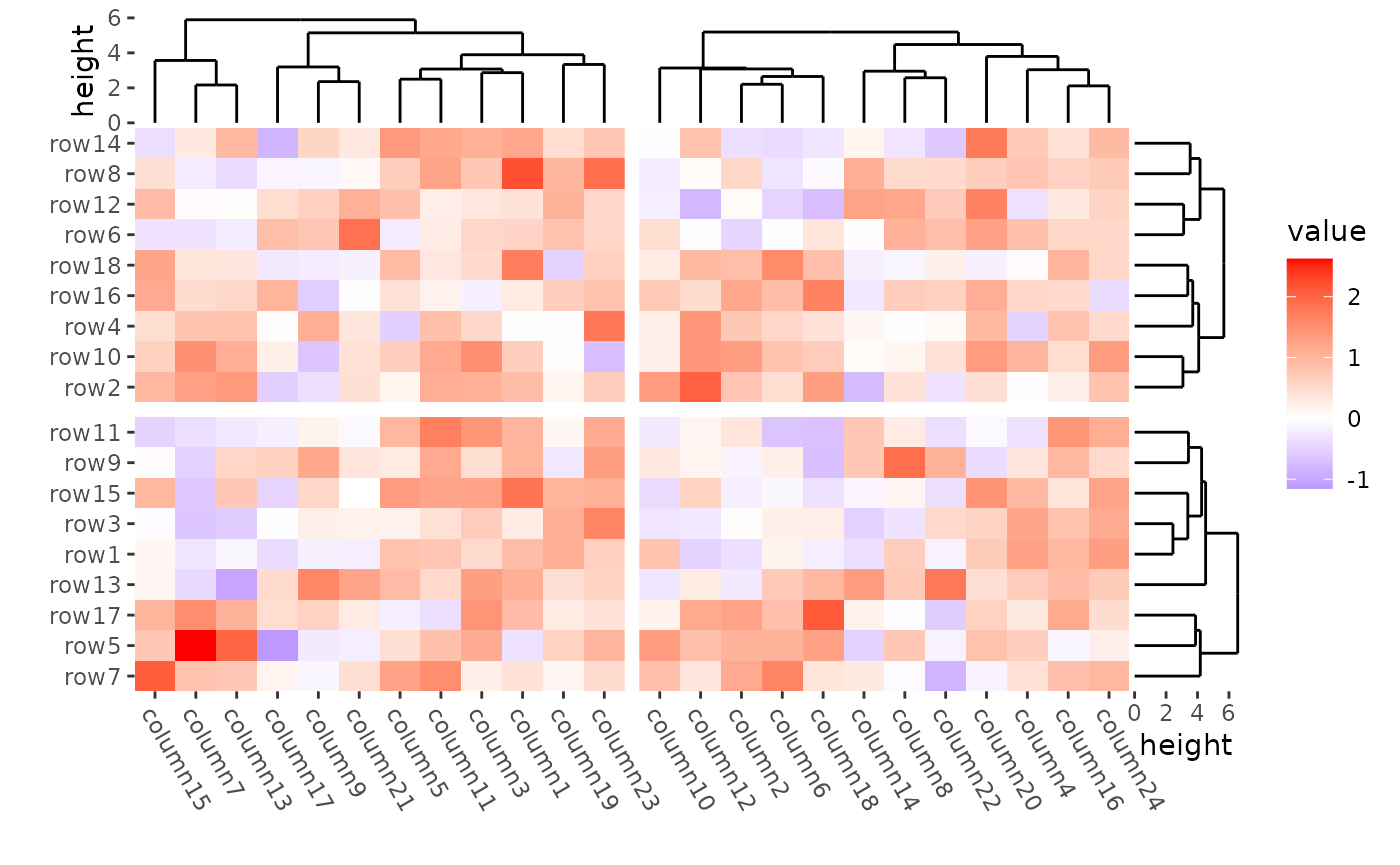 height
6
4
2
0
row14
row8
row12
row6
row18
row16
row4
row10
row2
row11
row9
row15
row3
row1
row13
row17
row5
row7
column15
column7
column13
column17
column9
column21
column5
column11
column3
column1
column19
column23
column10
column12
column2
column6
column18
column14
column8
column22
column20
column4
column16
column24
0 2 4 6
height
value
2
1
0
-1